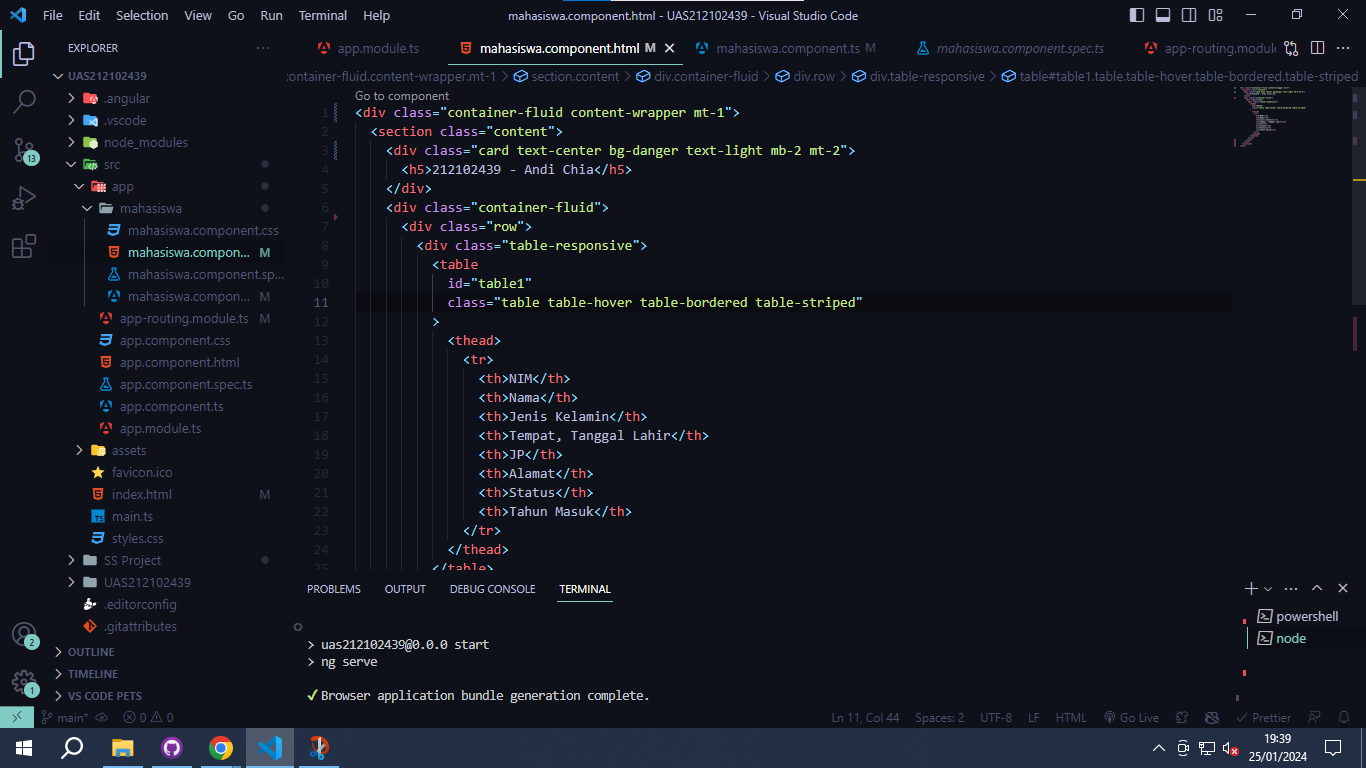 File Edit Selection View Go Run Terminal Help mahasiswa.component.html - UAS212102439 - Visual Studio Code
EXPLORER
app.module.ts mahasiswa.component.html M mahasiswa.component.ts M mahasiswa.component.spec.ts app-routing.modul
UAS212102439
container-fluid.content-wrapper.mt-1 > section.content > div.container-fluid > div.row > div.table-responsive > table#table1.table.table-hover.table-bordered.table-striped
.angular
.vscode
node_modules
src
app
mahasiswa
mahasiswa.component.css
mahasiswa.compon... M
mahasiswa.component.sp...
mahasiswa.compon... M
app-routing.module.ts M
app.component.css
app.component.html
app.component.spec.ts
app.component.ts
app.module.ts
assets
favicon.ico
index.html M
main.ts
styles.css
SS Project
UAS212102439
.editorconfig
.gitattributes
OUTLINE
TIMELINE
VS CODE PETS
13
2
1
Go to component
1 <div class="container-fluid content-wrapper mt-1">
2 <section class="content">
3 <div class="card text-center bg-danger text-light mb-2 mt-2">
4 <h5>212102439 - Andi Chia</h5>
5 </div>
6 <div class="container-fluid">
7 <div class="row">
8 <div class="table-responsive">
9 <table
10 id="table1"
11 class="table table-hover table-bordered table-striped"
12 >
13 <thead>
14 <tr>
15 <th>NIM</th>
16 <th>Nama</th>
17 <th>Jenis Kelamin</th>
18 <th>Tempat, Tanggal Lahir</th>
19 <th>JP</th>
20 <th>Alamat</th>
21 <th>Status</th>
22 <th>Tahun Masuk</th>
23 </tr>
24 </thead>
25 </table>
PROBLEMS OUTPUT DEBUG CONSOLE TERMINAL
> uas212102439@0.0.0 start
> ng serve
✓ Browser application bundle generation complete.
powershell
node
main* 0 0 Ln 11, Col 44 Spaces: 2 UTF-8 LF HTML Go Live Prettier
19:39
25/01/2024